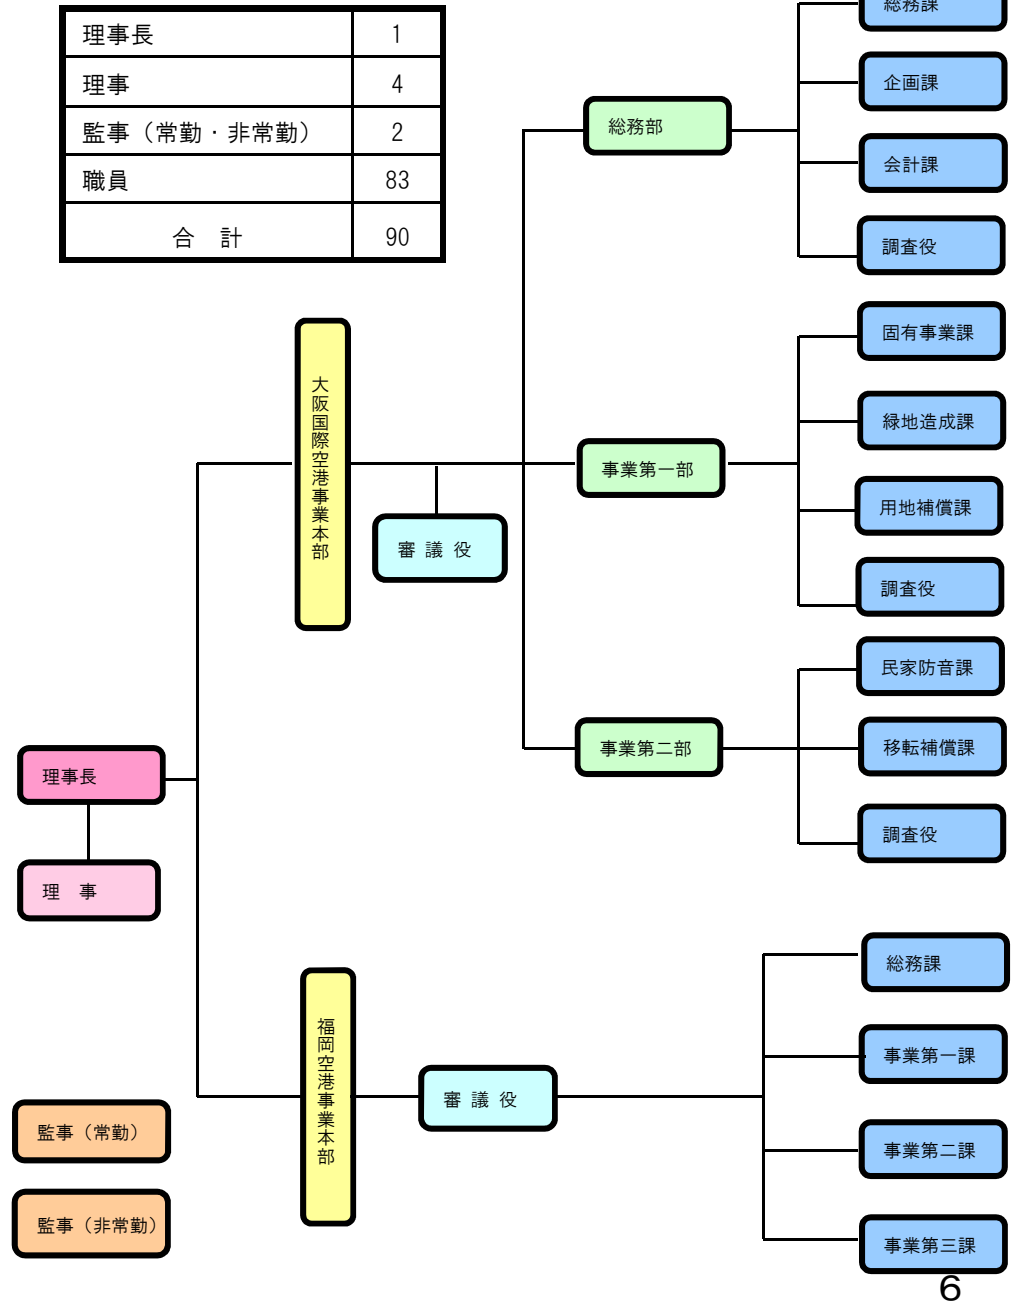 理事長 1
理事 4
監事（常勤・非常勤） 2
職員 83
合 計 90
総務課
企画課
総務部
会計課
調査役
固有事業課
緑地造成課
大阪国際空港事業本部
事業第一部
用地補償課
審 議 役
調査役
民家防音課
事業第二部
移転補償課
理事長
調査役
理 事
総務課
福岡空港事業本部
事業第一課
審 議 役
監事（常勤）
事業第二課
監事（非常勤）
事業第三課
6